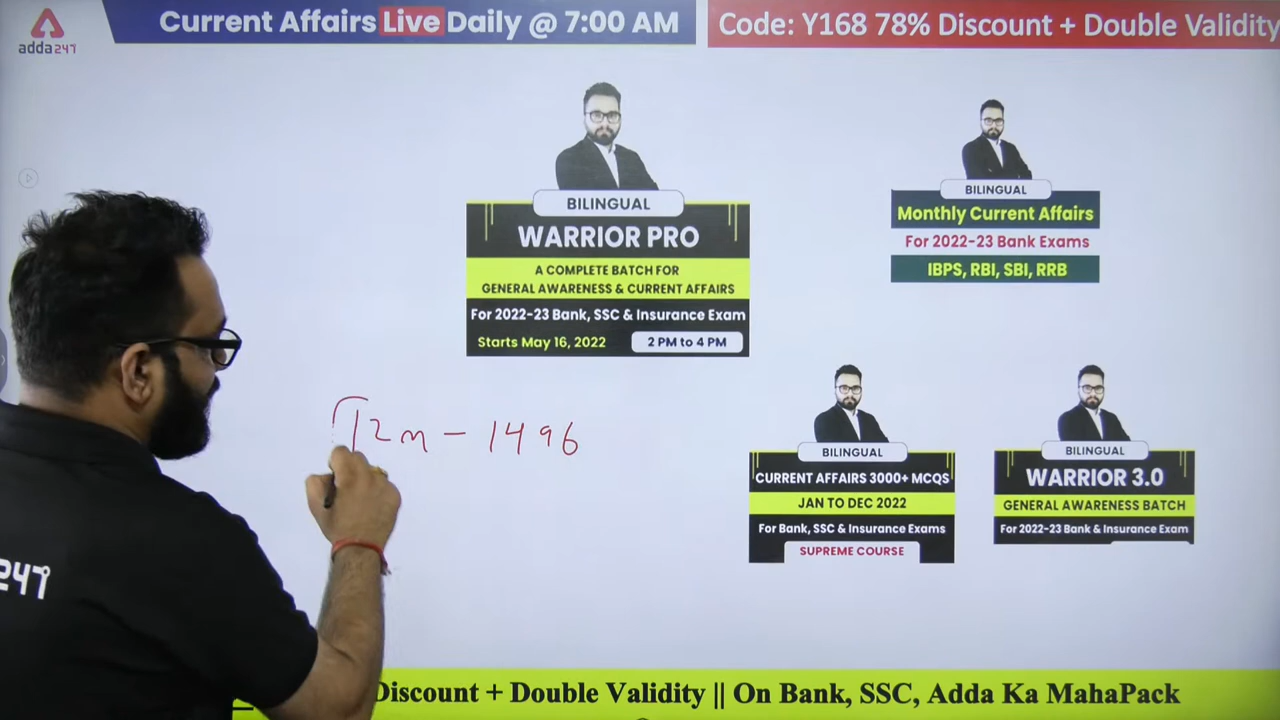 Current Affairs Live Daily @ 7:00 AM
Code: Y168 78% Discount + Double Validity
adda247
BILINGUAL
WARRIOR PRO
A COMPLETE BATCH FOR
GENERAL AWARENESS & CURRENT AFFAIRS
For 2022-23 Bank, SSC & Insurance Exam
Starts May 16, 2022
2 PM to 4 PM
BILINGUAL
Monthly Current Affairs
For 2022-23 Bank Exams
IBPS, RBI, SBI, RRB
12m - 1496
BILINGUAL
CURRENT AFFAIRS 3000+ MCQS
JAN TO DEC 2022
For Bank, SSC & Insurance Exams
SUPREME COURSE
BILINGUAL
WARRIOR 3.0
GENERAL AWARENESS BATCH
For 2022-23 Bank & Insurance Exam
247
Discount + Double Validity || On Bank, SSC, Adda Ka MahaPack